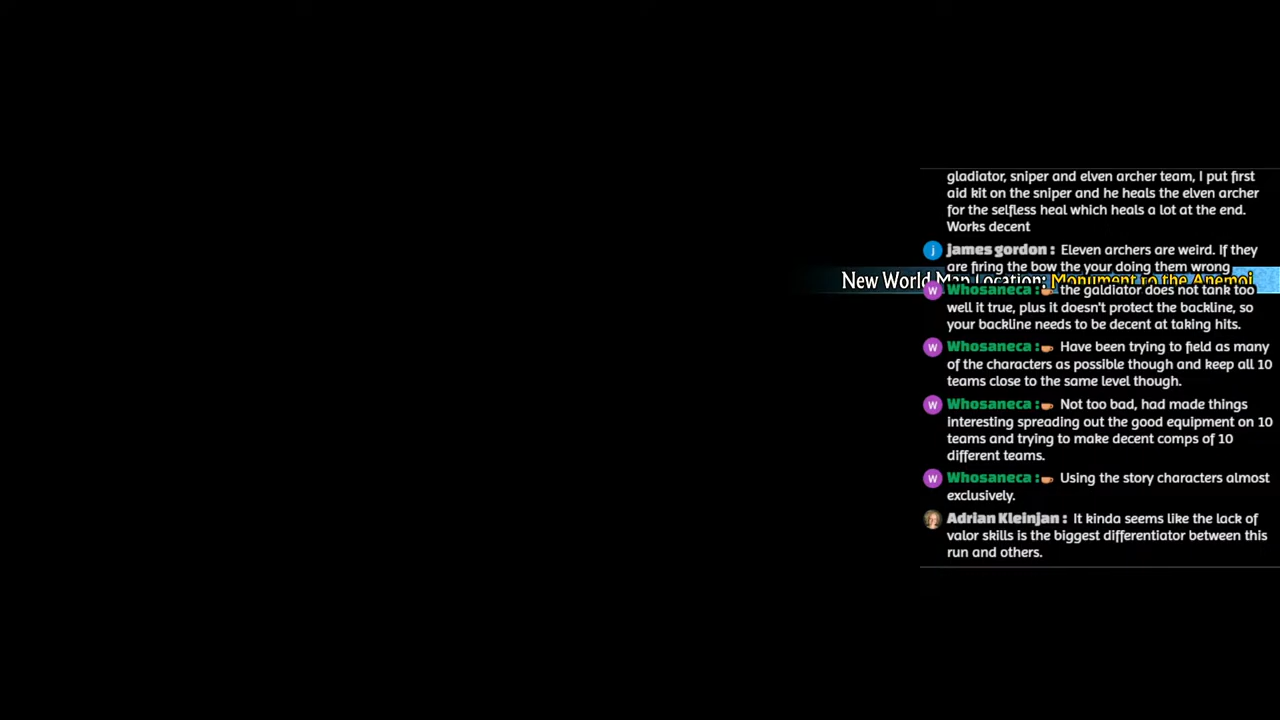 gladiator, sniper and elven archer team, I put first
aid kit on the sniper and he heals the elven archer
for the selfless heal which heals a lot at the end.
Works decent
j james gordon : Eleven archers are weird. If they
are firing the bow the your doing them wrong
New World Map Location: Monument to the Anemoi
W Whosaneca : the galdiator does not tank too
well it true, plus it doesn't protect the backline, so
your backline needs to be decent at taking hits.
W Whosaneca : Have been trying to field as many
of the characters as possible though and keep all 10
teams close to the same level though.
W Whosaneca : Not too bad, had made things
interesting spreading out the good equipment on 10
teams and trying to make decent comps of 10
different teams.
W Whosaneca : Using the story characters almost
exclusively.
Adrian Kleinjan : It kinda seems like the lack of
valor skills is the biggest differentiator between this
run and others.